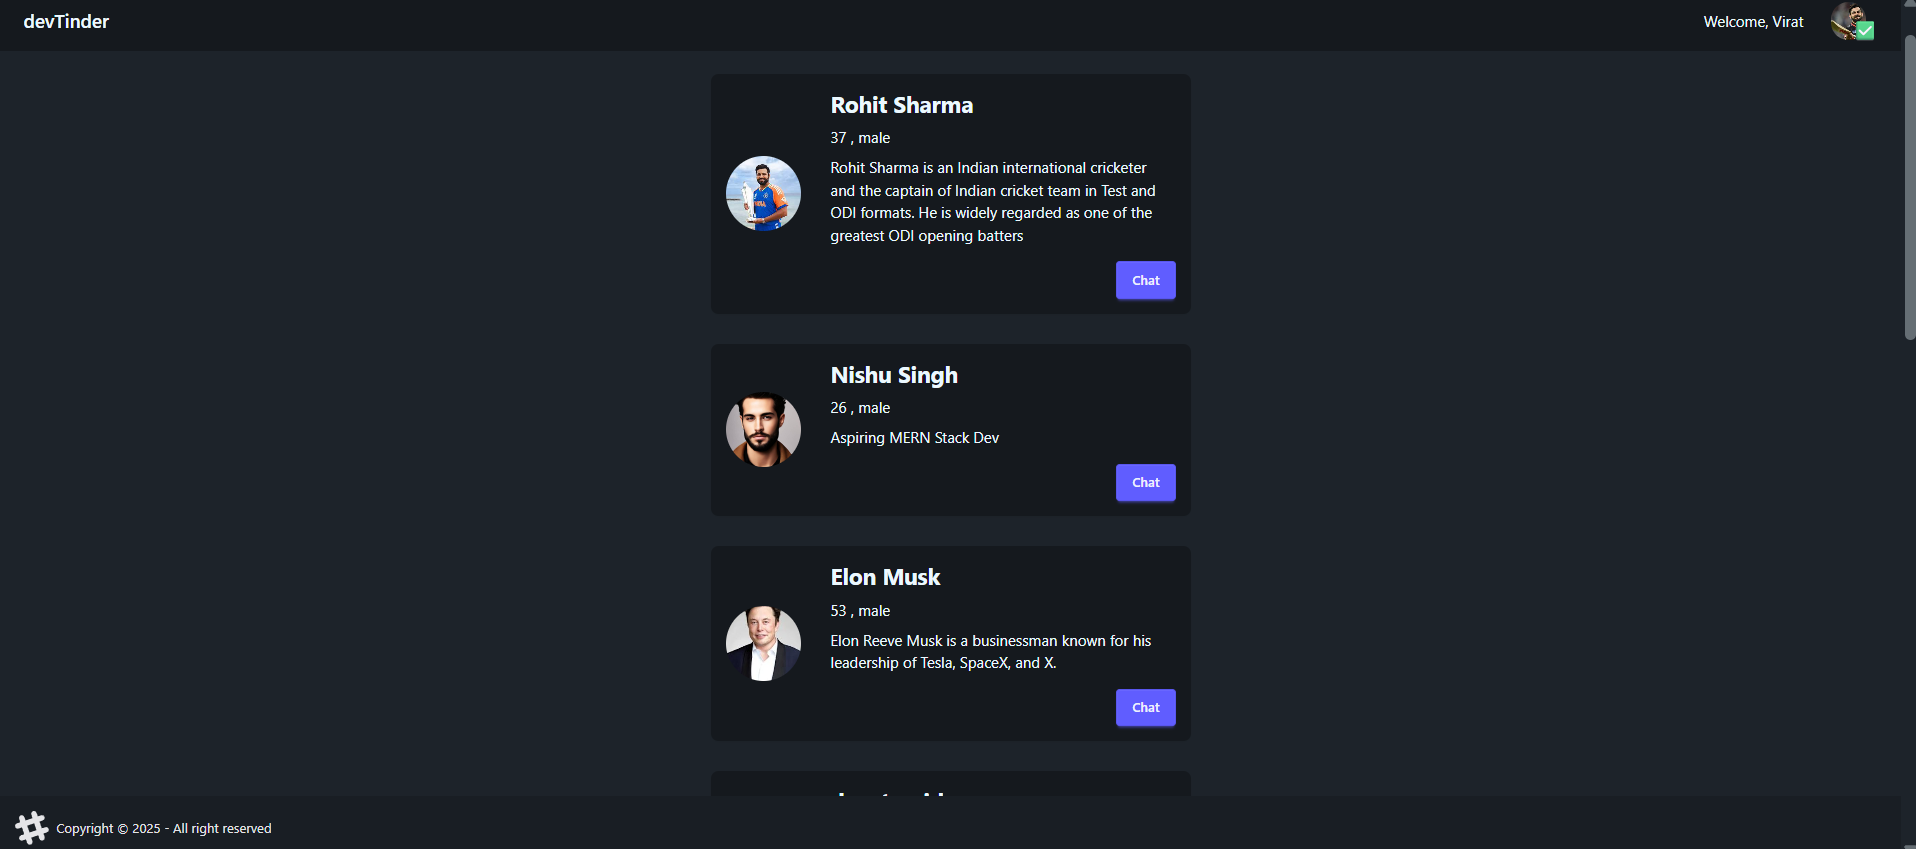 devTinder
Welcome, Virat
Rohit Sharma
37 , male
Rohit Sharma is an Indian international cricketer
and the captain of Indian cricket team in Test and
ODI formats. He is widely regarded as one of the
greatest ODI opening batters
Chat
Nishu Singh
26 , male
Aspiring MERN Stack Dev
Chat
Elon Musk
53 , male
Elon Reeve Musk is a businessman known for his
leadership of Tesla, SpaceX, and X.
Chat
Copyright © 2025 - All right reserved